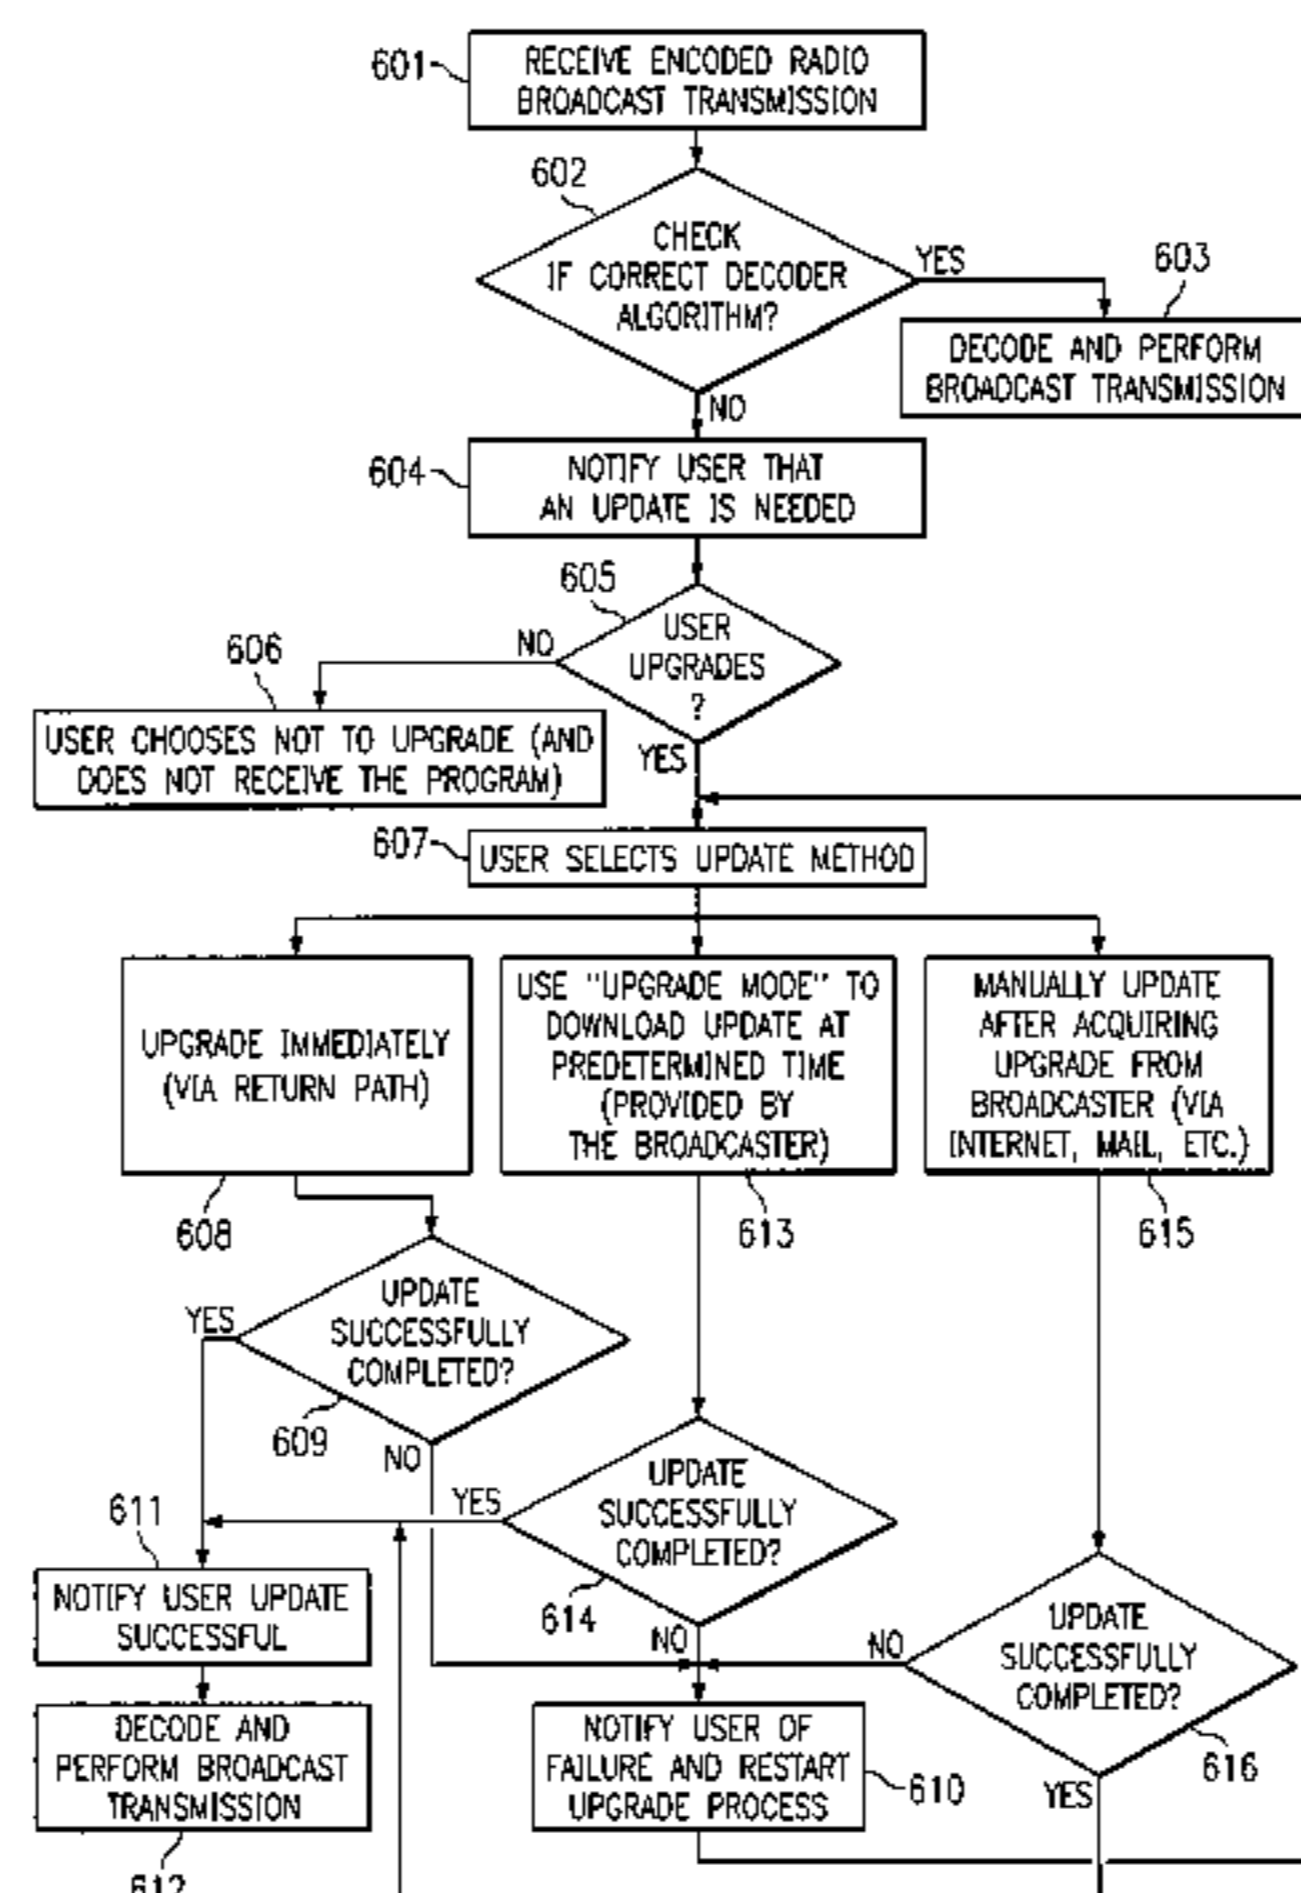 601
RECEIVE ENCODED RADIO
BROADCAST TRANSMISSION
602
CHECK
IF CORRECT DECODER
ALGORITHM?
YES
603
DECODE AND PERFORM
BROADCAST TRANSMISSION
NO
604
NOTIFY USER THAT
AN UPDATE IS NEEDED
605
USER
UPGRADES
?
NO
606
USER CHOOSES NOT TO UPGRADE (AND
DOES NOT RECEIVE THE PROGRAM)
YES
607
USER SELECTS UPDATE METHOD
UPGRADE IMMEDIATELY
(VIA RETURN PATH)
608
USE "UPGRADE MODE" TO
DOWNLOAD UPDATE AT
PREDETERMINED TIME
(PROVIDED BY
THE BROADCASTER)
613
MANUALLY UPDATE
AFTER ACQUIRING
UPGRADE FROM
BROADCASTER (VIA
INTERNET, MAIL, ETC.)
615
YES
UPDATE
SUCCESSFULLY
COMPLETED?
609
NO
YES
UPDATE
SUCCESSFULLY
COMPLETED?
614
NO
NO
UPDATE
SUCCESSFULLY
COMPLETED?
616
YES
611
NOTIFY USER UPDATE
SUCCESSFUL
DECODE AND
PERFORM BROADCAST
TRANSMISSION
612
NOTIFY USER OF
FAILURE AND RESTART
UPGRADE PROCESS
610